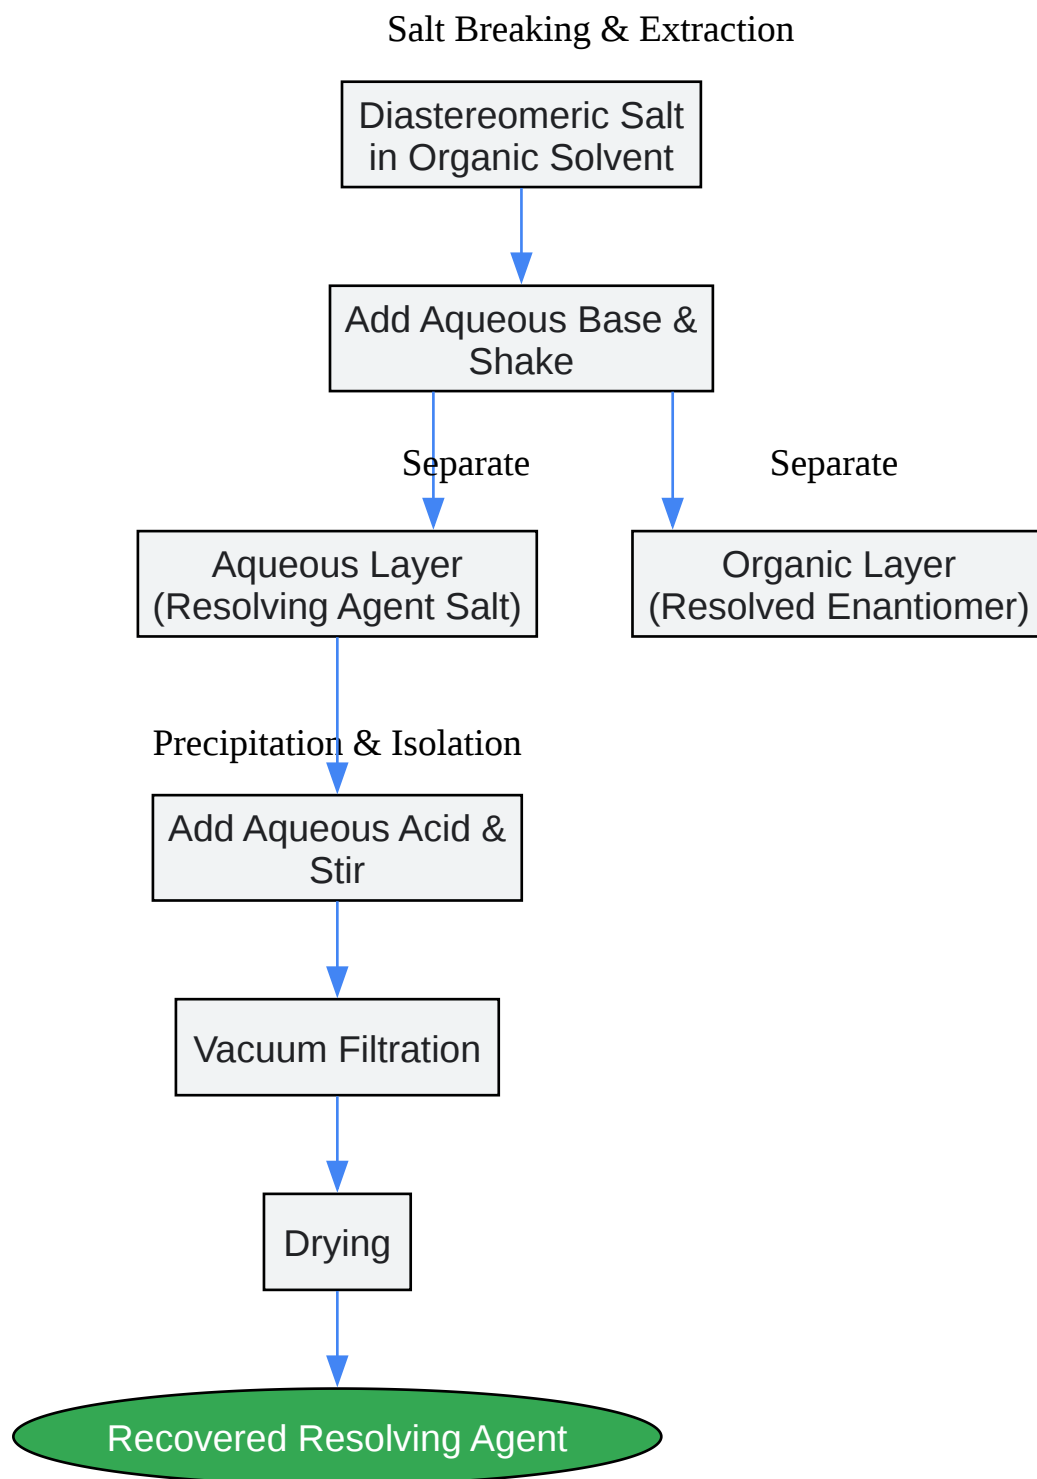 Salt Breaking & Extraction
Diastereomeric Salt
in Organic Solvent
Add Aqueous Base &
Shake
Separate
Separate
Aqueous Layer
(Resolving Agent Salt)
Organic Layer
(Resolved Enantiomer)
Precipitation & Isolation
Add Aqueous Acid &
Stir
Vacuum Filtration
Drying
Recovered Resolving Agent